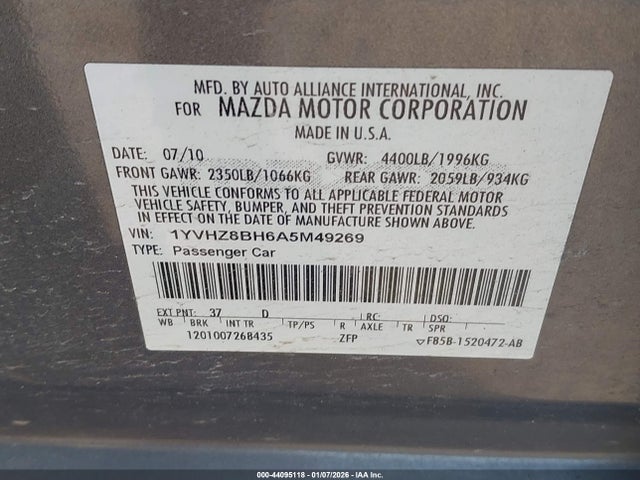 MFD. BY AUTO ALLIANCE INTERNATIONAL, INC.
FOR MAZDA MOTOR CORPORATION
MADE IN U.S.A.
DATE: 07/10 GVWR: 4400LB/1996KG
FRONT GAWR: 2350LB/1066KG REAR GAWR: 2059LB/934KG
THIS VEHICLE CONFORMS TO ALL APPLICABLE FEDERAL MOTOR
VEHICLE SAFETY, BUMPER, AND THEFT PREVENTION STANDARDS
IN EFFECT ON THE DATE OF MANUFACTURE SHOWN ABOVE.
VIN: 1YVHZ8BH6A5M49269
TYPE: Passenger Car
EXT PNT: 37 D RC: DSO:
WB BRK INT TR TP/PS R AXLE TR SPR
1201007268435 ZFP ▽FB5B-1520472-AB
000-44095118 - 01/07/2026 - IAA Inc.